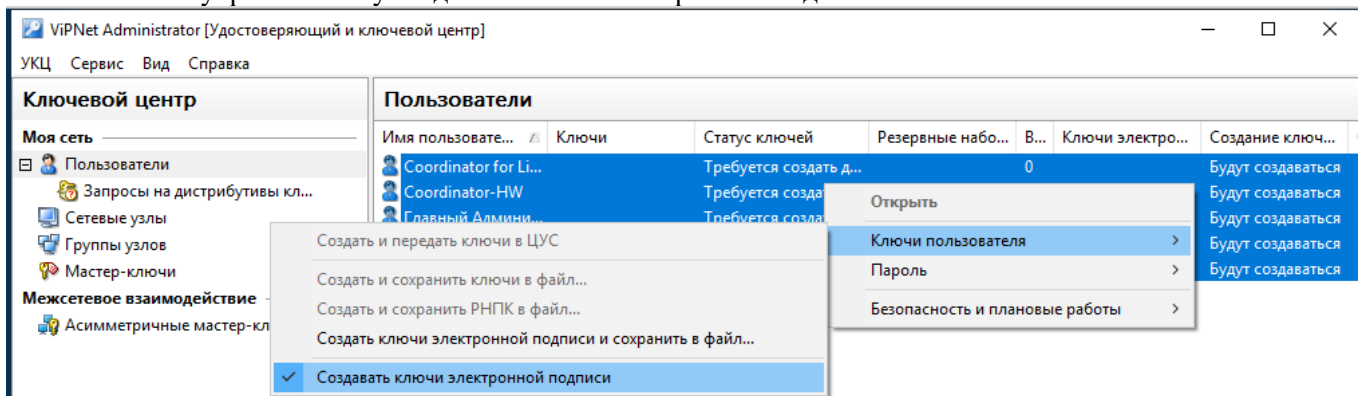 ViPNet Administrator [Удостоверяющий и ключевой центр]
УКЦ Сервис Вид Справка
Ключевой центр
Моя сеть
Пользователи
Запросы на дистрибутивы кл...
Сетевые узлы
Группы узлов
Мастер-ключи
Межсетевое взаимодействие
Асимметричные мастер-кл
Пользователи
Имя пользовате... Ключи Статус ключей Резервные набо... В... Ключи электро... Создание ключ...
Coordinator for Li... Требуется создать д... 0 Будут создаваться
Coordinator-HW Требуется созда Будут создаваться
Главный Админи... Требуется созда Будут создаваться
Будут создаваться
Будут создаваться
Открыть
Ключи пользователя
Пароль
Безопасность и плановые работы
Создать и передать ключи в ЦУС
Создать и сохранить ключи в файл...
Создать и сохранить РНПК в файл...
Создать ключи электронной подписи и сохранить в файл...
Создавать ключи электронной подписи